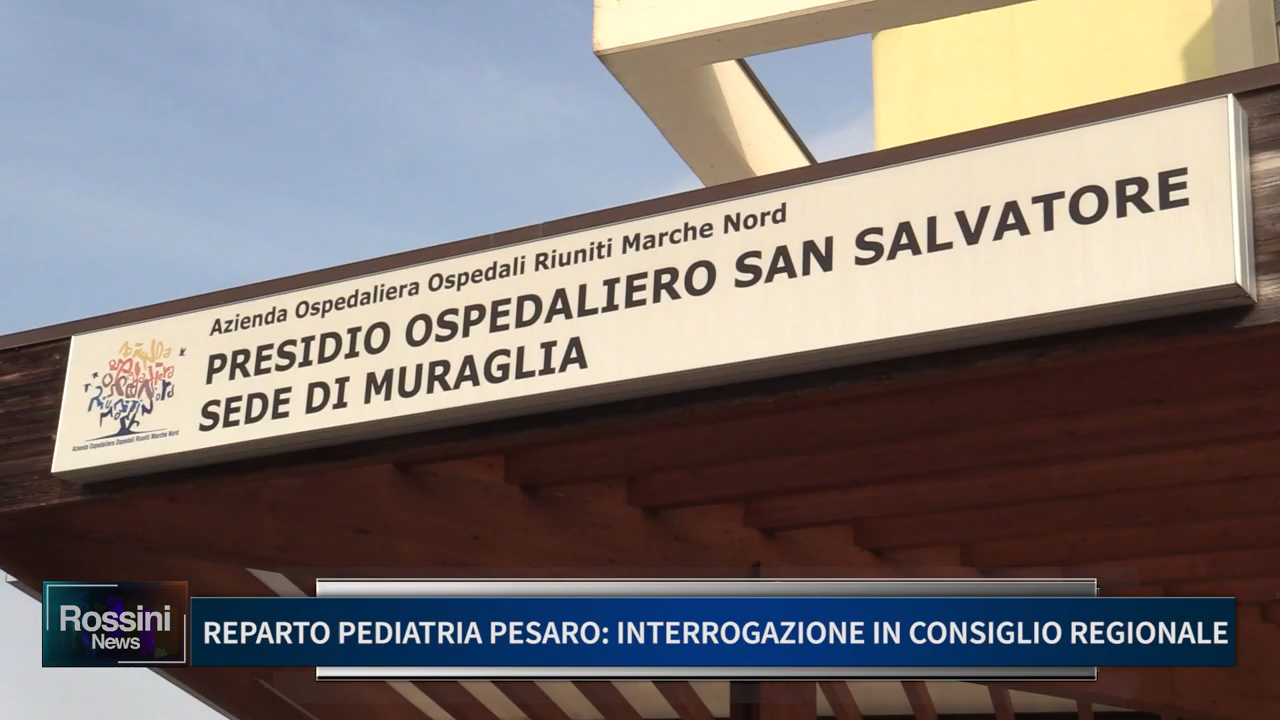 Azienda Ospedaliera Ospedali Riuniti Marche Nord
PRESIDIO OSPEDALIERO SAN SALVATORE
SEDE DI MURAGLIA
Azienda Ospedaliera Ospedali Riuniti Marche Nord
Rossini
News
REPARTO PEDIATRIA PESARO: INTERROGAZIONE IN CONSIGLIO REGIONALE